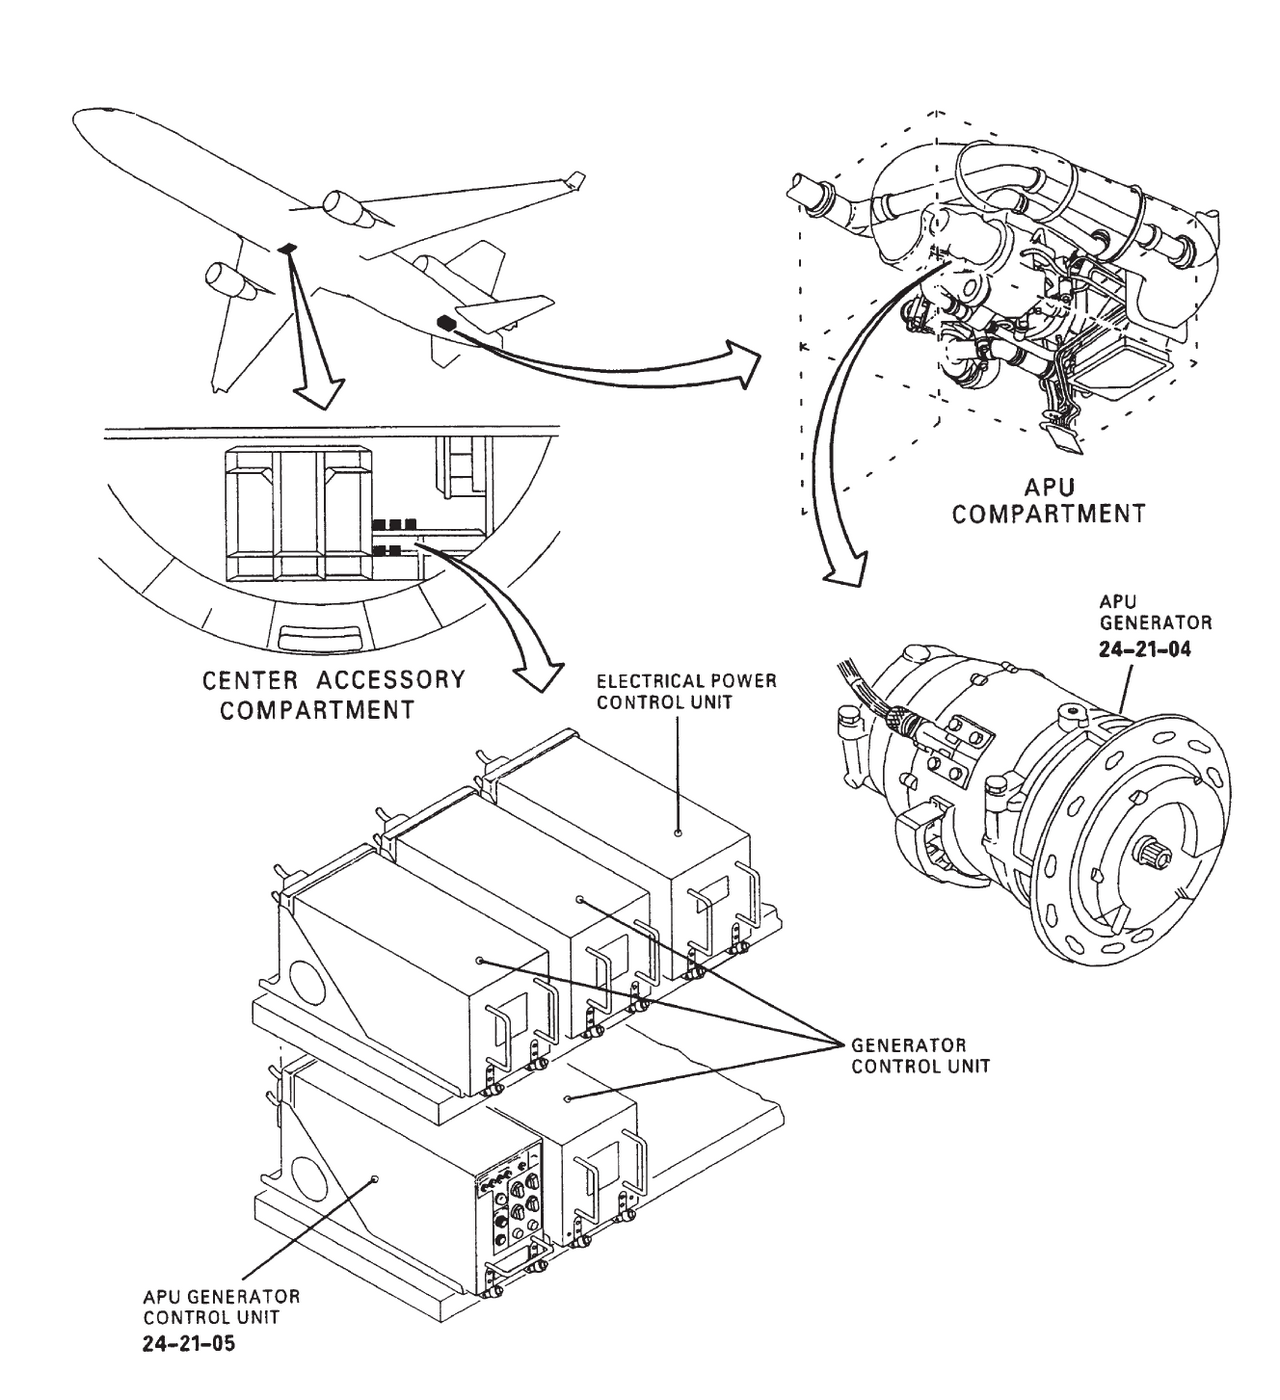 APU
COMPARTMENT
APU
GENERATOR
24-21-04
CENTER ACCESSORY
COMPARTMENT
ELECTRICAL POWER
CONTROL UNIT
GENERATOR
CONTROL UNIT
APU GENERATOR
CONTROL UNIT
24-21-05